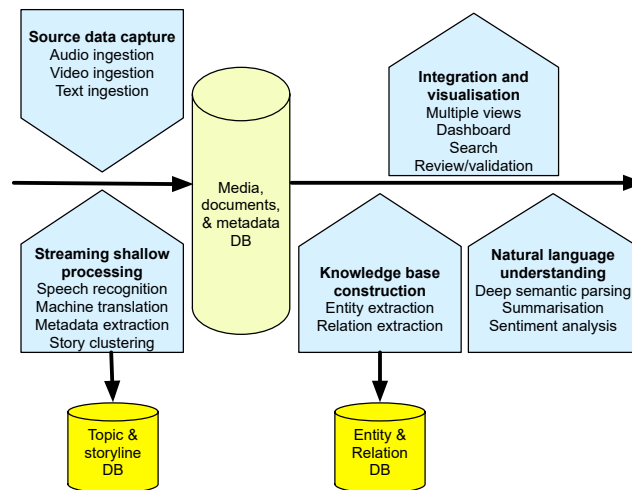 Source data capture
Audio ingestion
Video ingestion
Text ingestion
Integration and
visualisation
Multiple views
Dashboard
Search
Review/validation
Media,
documents,
& metadata
DB
Streaming shallow
processing
Speech recognition
Machine translation
Metadata extraction
Story clustering
Knowledge base
construction
Entity extraction
Relation extraction
Natural language
understanding
Deep semantic parsing
Summarisation
Sentiment analysis
Topic &
storyline
DB
Entity &
Relation
DB